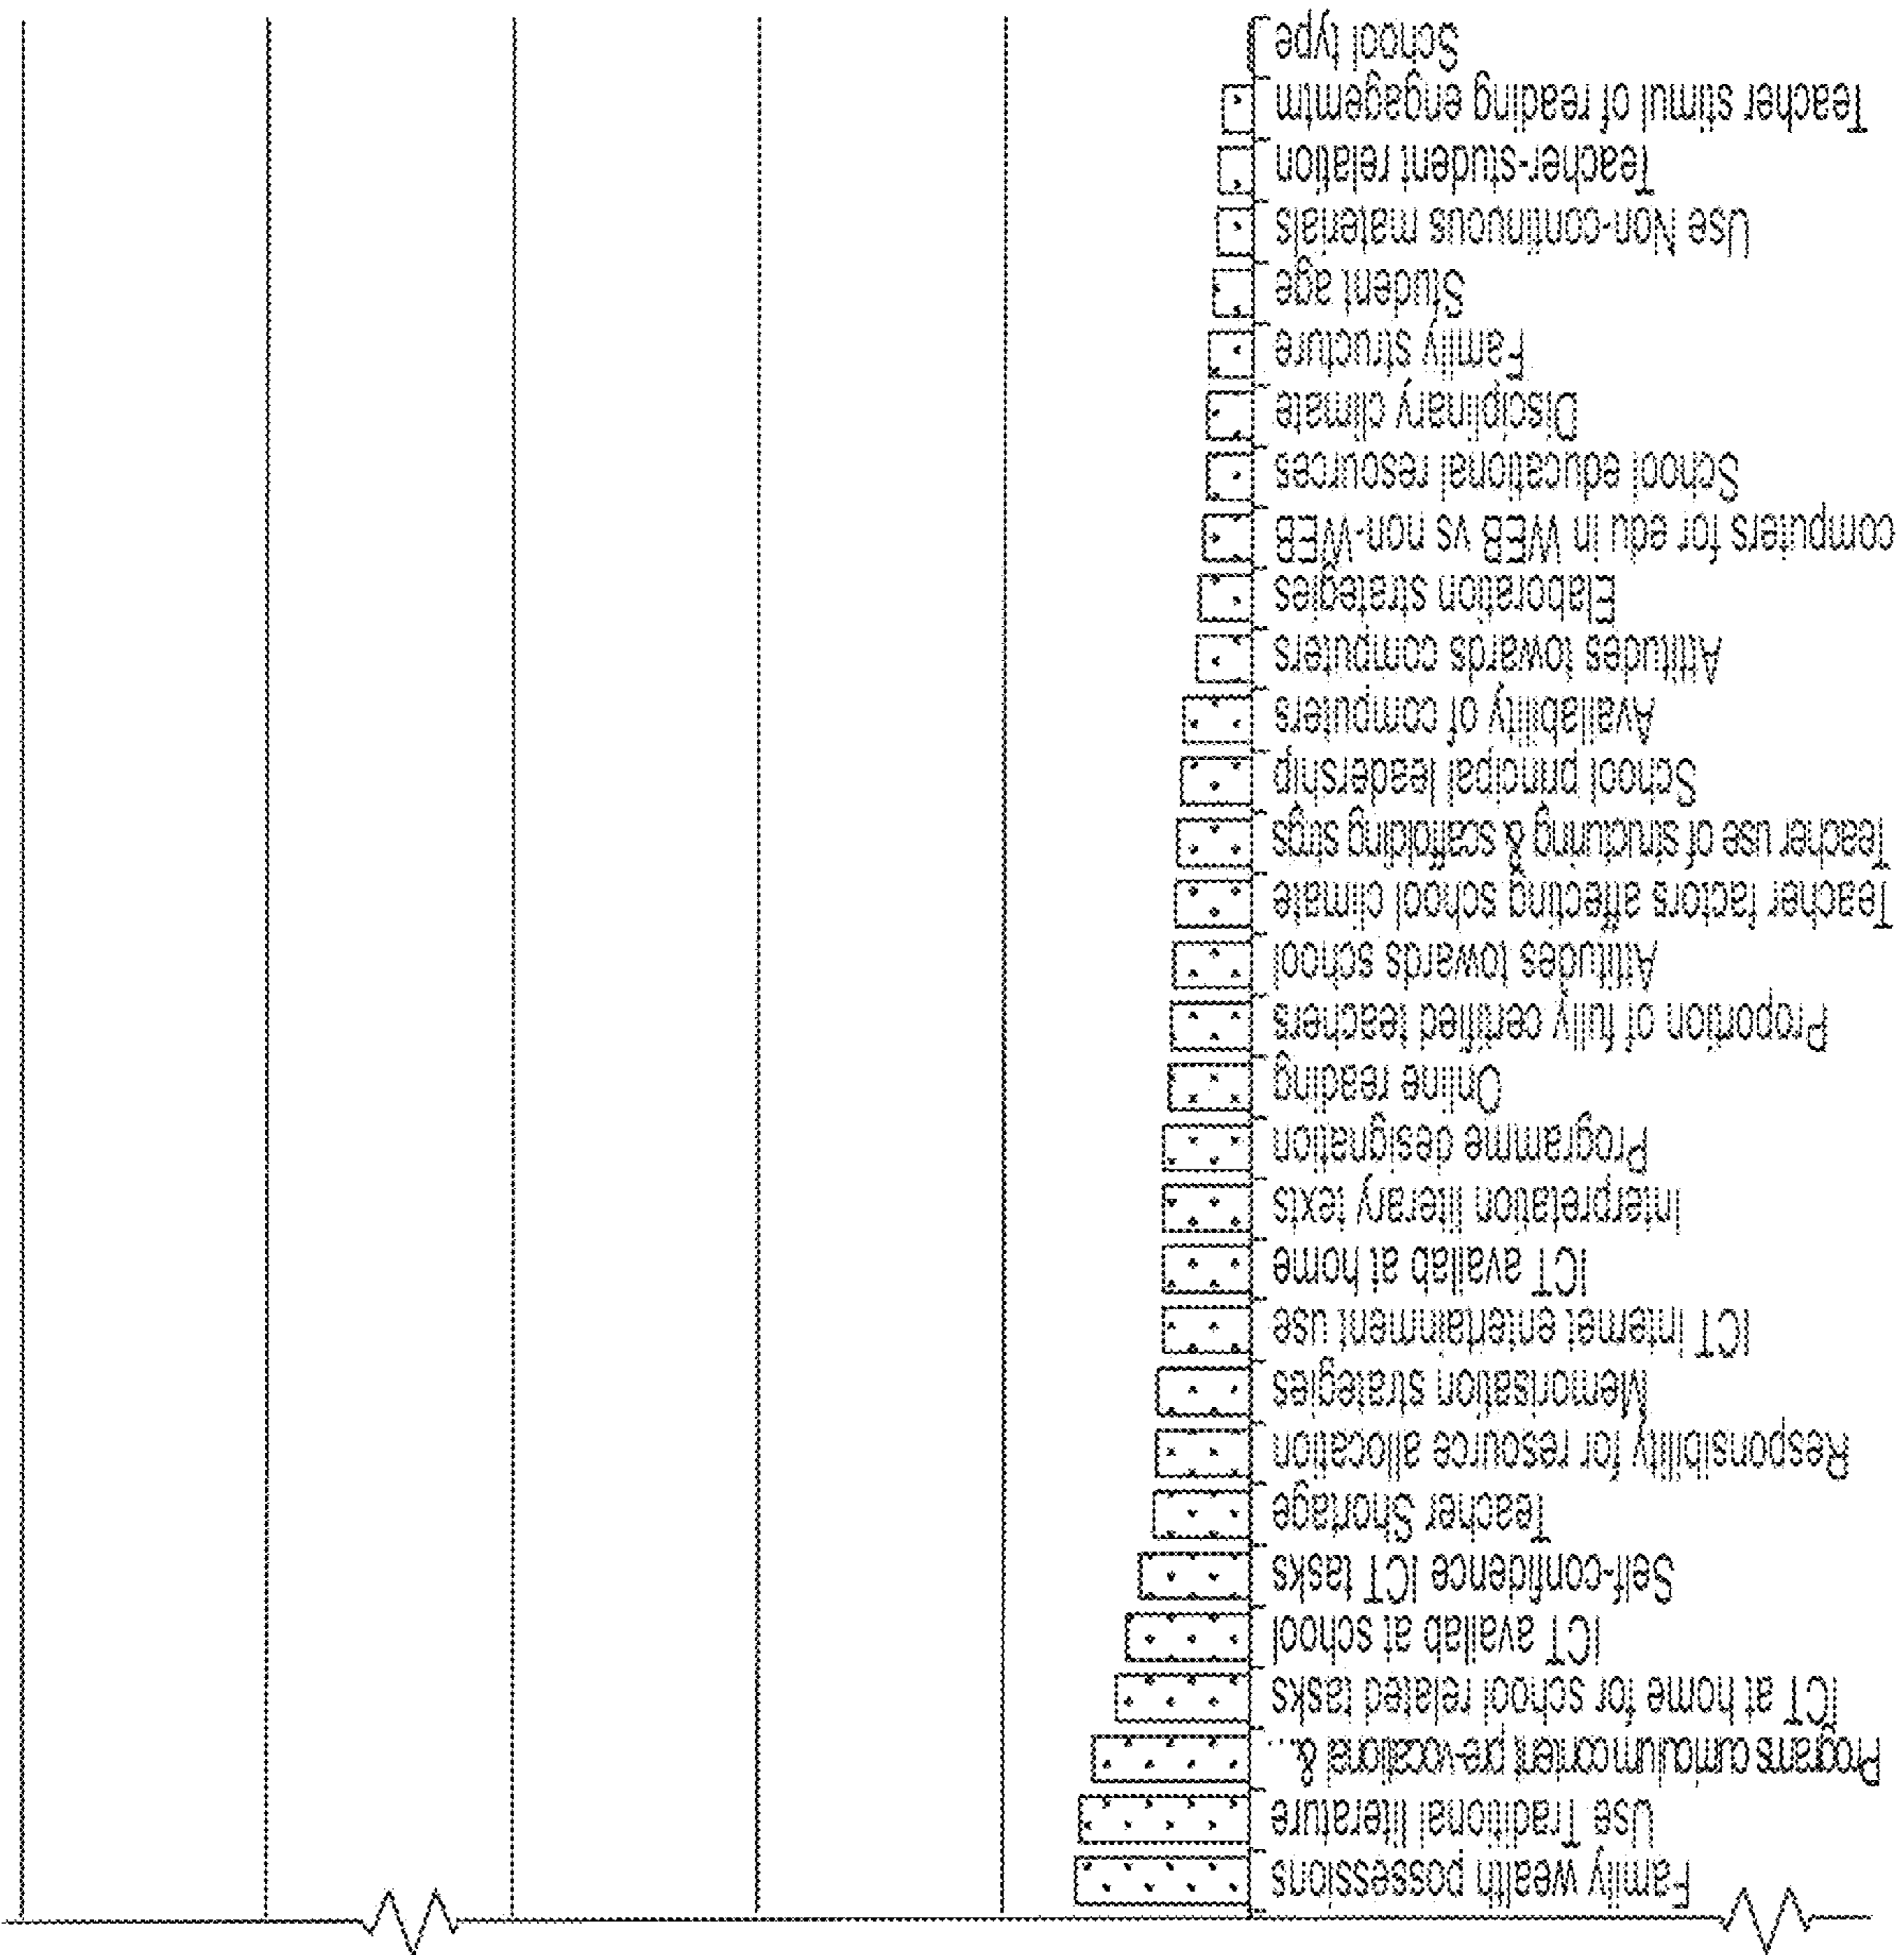 Family wealth possessions
Use Traditional literature
Programs curriculum content pre-vocational &...
ICT at home for school related tasks
ICT availab at school
Self-confidence ICT tasks
Teacher Shortage
Responsibility for resource allocation
Memorisation strategies
ICT internet entertainment use
ICT availab at home
Interpretation literary texts
Programme designation
Online reading
Proportion of fully certified teachers
Attitudes towards school
Teacher factors affecting school climate
Teacher use of structuring & scaffolding strgs
School principal leadership
Availability of computers
Attitudes towards computers
Elaboration strategies
computers for edu in WEB vs non-WEB
School educational resources
Disciplinary climate
Family structure
Student age
Use Non-continuous materials
Teacher-student relation
Teacher stimul of reading engagemtm
School type